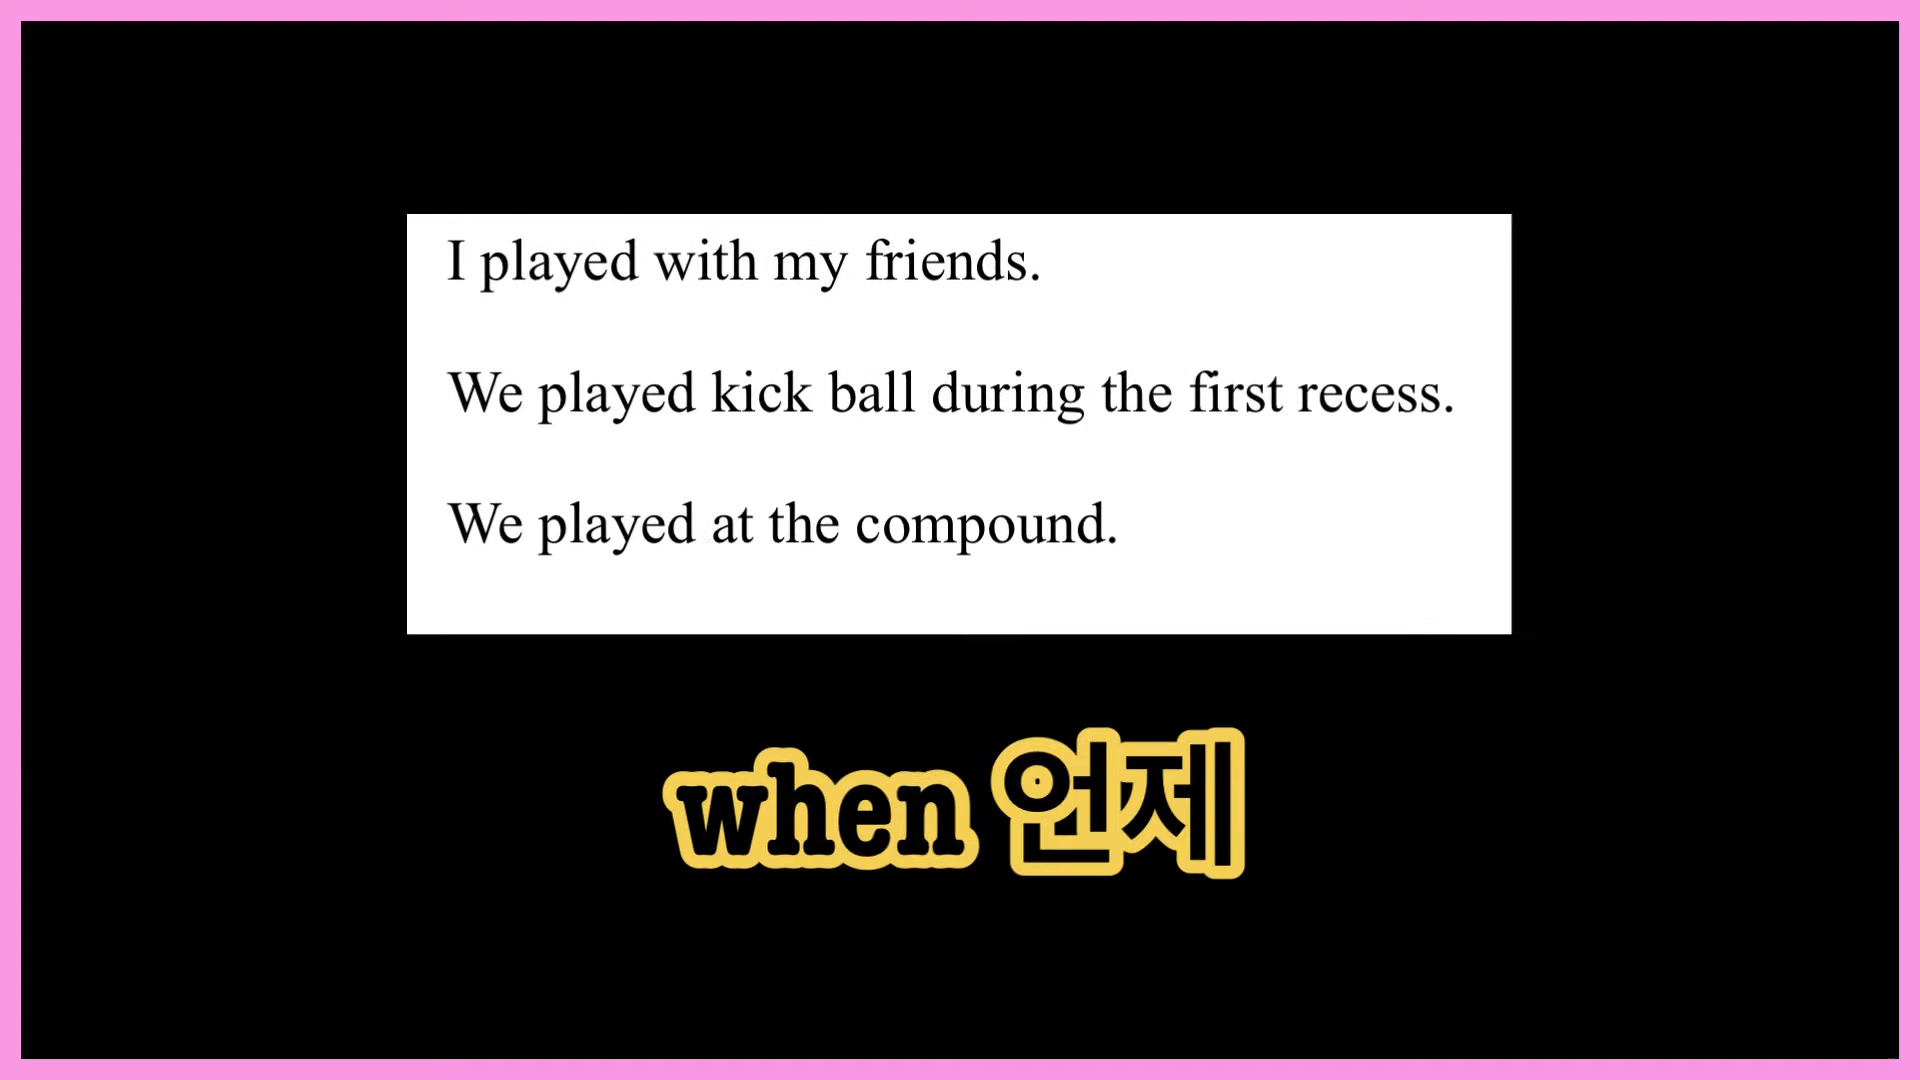 I played with my friends.
We played kick ball during the first recess.
We played at the compound.
when 언제